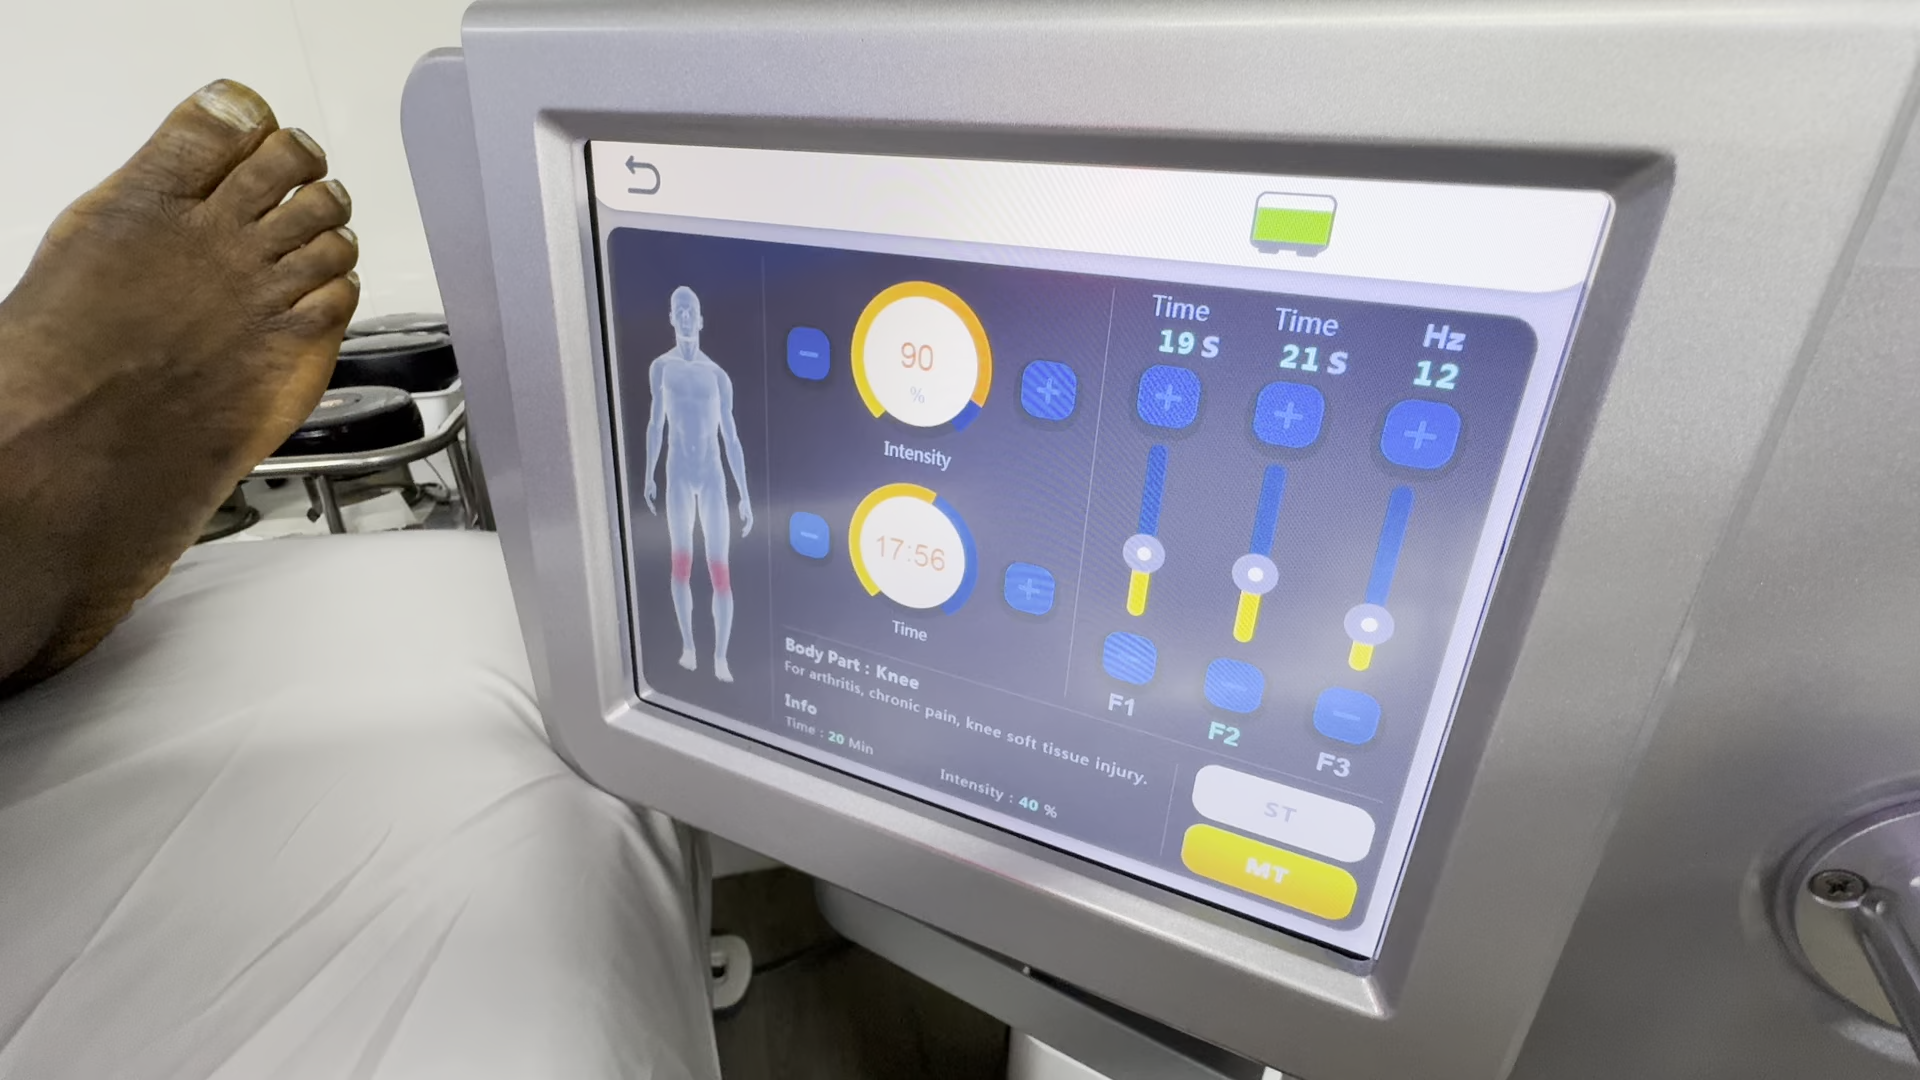 90
%
Intensity
17:56
Time
Body Part : Knee
For arthritis, chronic pain, knee soft tissue injury.
Info
Time : 20 Min
Intensity : 40 %
Time
19 S
F1
Time
21 S
F2
Hz
12
F3
ST
MT